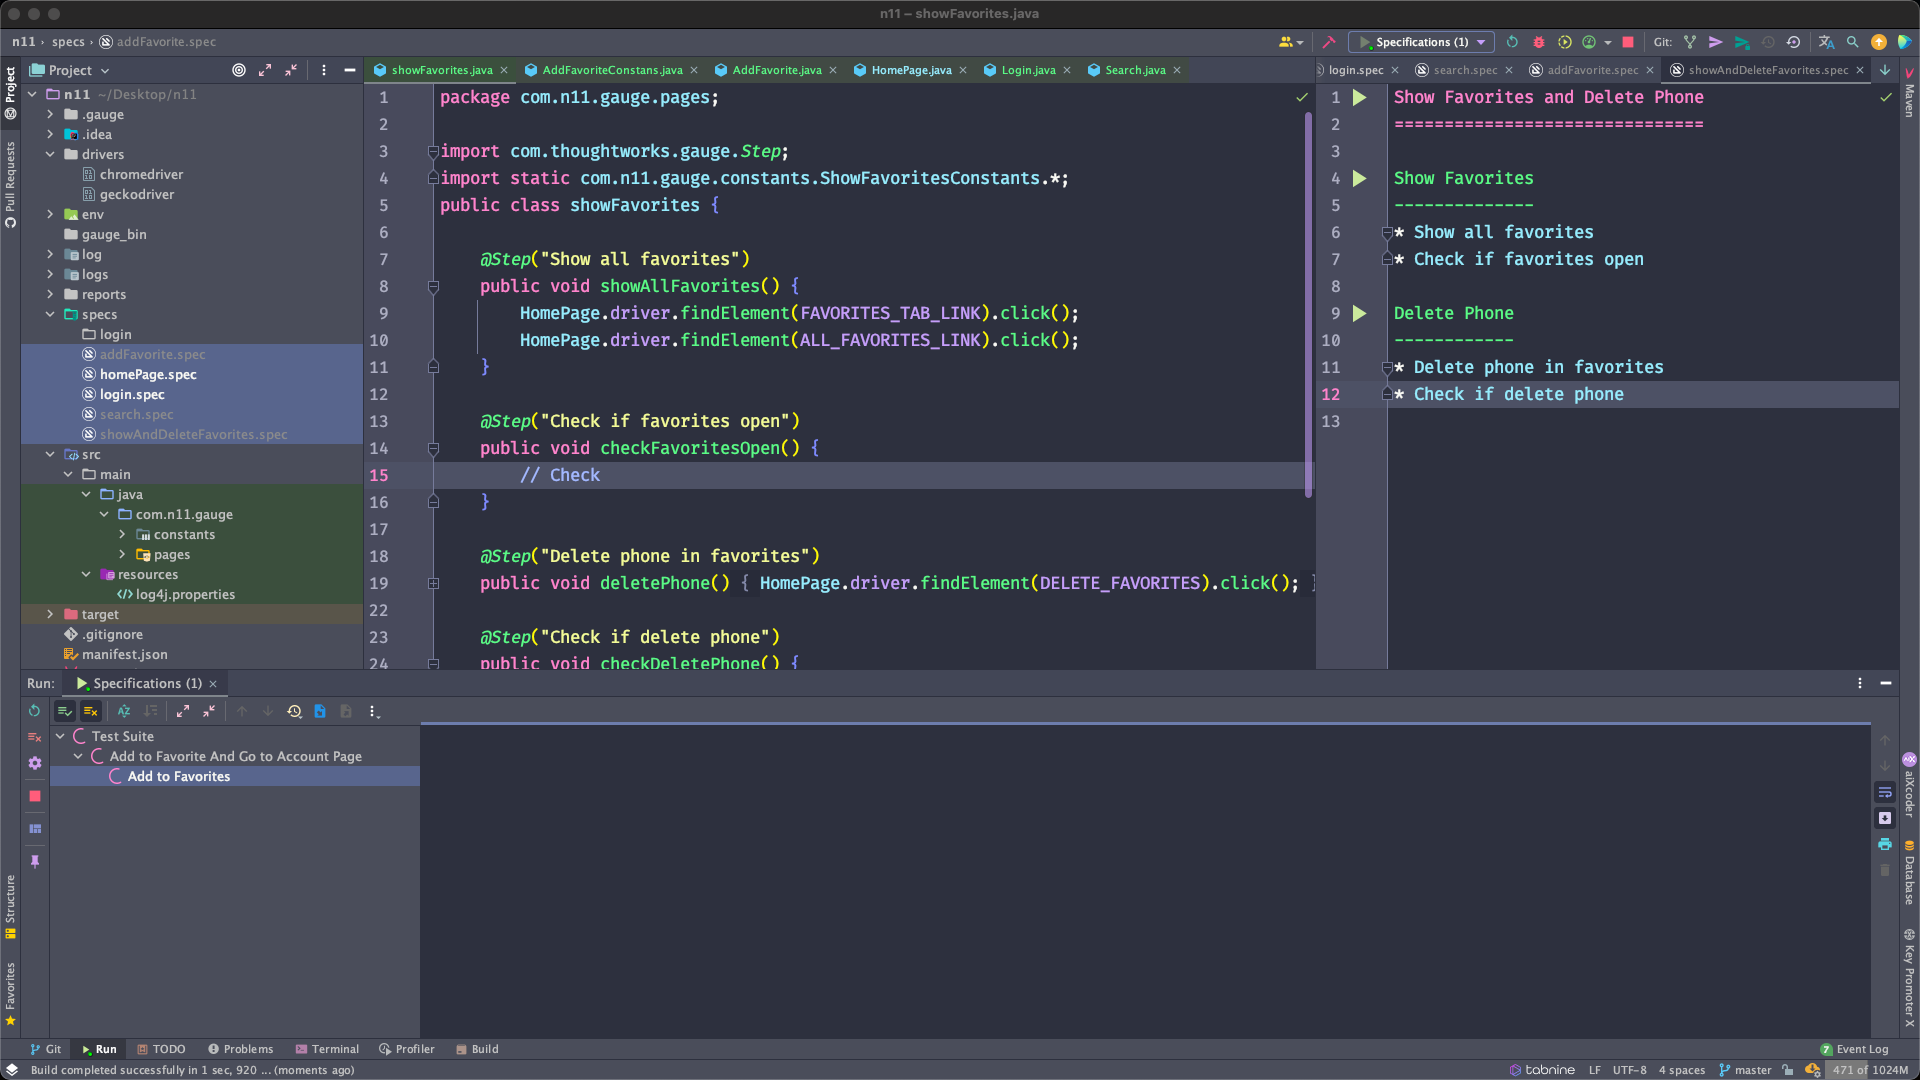 n11 – showFavorites.java
n11 › specs › addFavorite.spec
Specifications (1)
Git:
Project
showFavorites.java
AddFavoriteConstans.java
AddFavorite.java
HomePage.java
Login.java
Search.java
login.spec
search.spec
addFavorite.spec
showAndDeleteFavorites.spec
Project
Pull Requests
Structure
Favorites
n11 ~/Desktop/n11
.gauge
.idea
drivers
chromedriver
geckodriver
env
gauge_bin
log
logs
reports
specs
login
addFavorite.spec
homePage.spec
login.spec
search.spec
showAndDeleteFavorites.spec
src
main
java
com.n11.gauge
constants
pages
resources
log4j.properties
target
.gitignore
manifest.json
1 package com.n11.gauge.pages;
2
3 import com.thoughtworks.gauge.Step;
4 import static com.n11.gauge.constants.ShowFavoritesConstants.*;
5 public class showFavorites {
6
7 @Step("Show all favorites")
8 public void showAllFavorites() {
9 HomePage.driver.findElement(FAVORITES_TAB_LINK).click();
10 HomePage.driver.findElement(ALL_FAVORITES_LINK).click();
11 }
12
13 @Step("Check if favorites open")
14 public void checkFavoritesOpen() {
15 // Check
16 }
17
18 @Step("Delete phone in favorites")
19 public void deletePhone() { HomePage.driver.findElement(DELETE_FAVORITES).click(); }
22
23 @Step("Check if delete phone")
24 public void checkDeletePhone() {
1 Show Favorites and Delete Phone
2 ===============================
3
4 Show Favorites
5 --------------
6 * Show all favorites
7 * Check if favorites open
8
9 Delete Phone
10 ------------
11 * Delete phone in favorites
12 * Check if delete phone
13
Maven
aiXcoder
Database
Key Promoter X
Run: Specifications (1)
Test Suite
Add to Favorite And Go to Account Page
Add to Favorites
Git Run TODO Problems Terminal Profiler Build
7 Event Log
Build completed successfully in 1 sec, 920 ... (moments ago)
tabnine LF UTF-8 4 spaces master 471 of 1024M